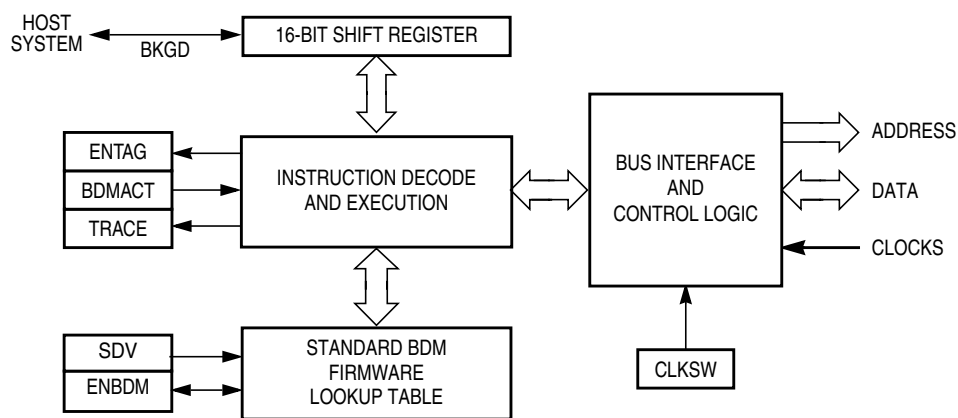 HOST
SYSTEM
BKGD
16-BIT SHIFT REGISTER
ENTAG
BDMACT
TRACE
INSTRUCTION DECODE
AND EXECUTION
BUS INTERFACE
AND
CONTROL LOGIC
ADDRESS
DATA
CLOCKS
SDV
ENBDM
STANDARD BDM
FIRMWARE
LOOKUP TABLE
CLKSW